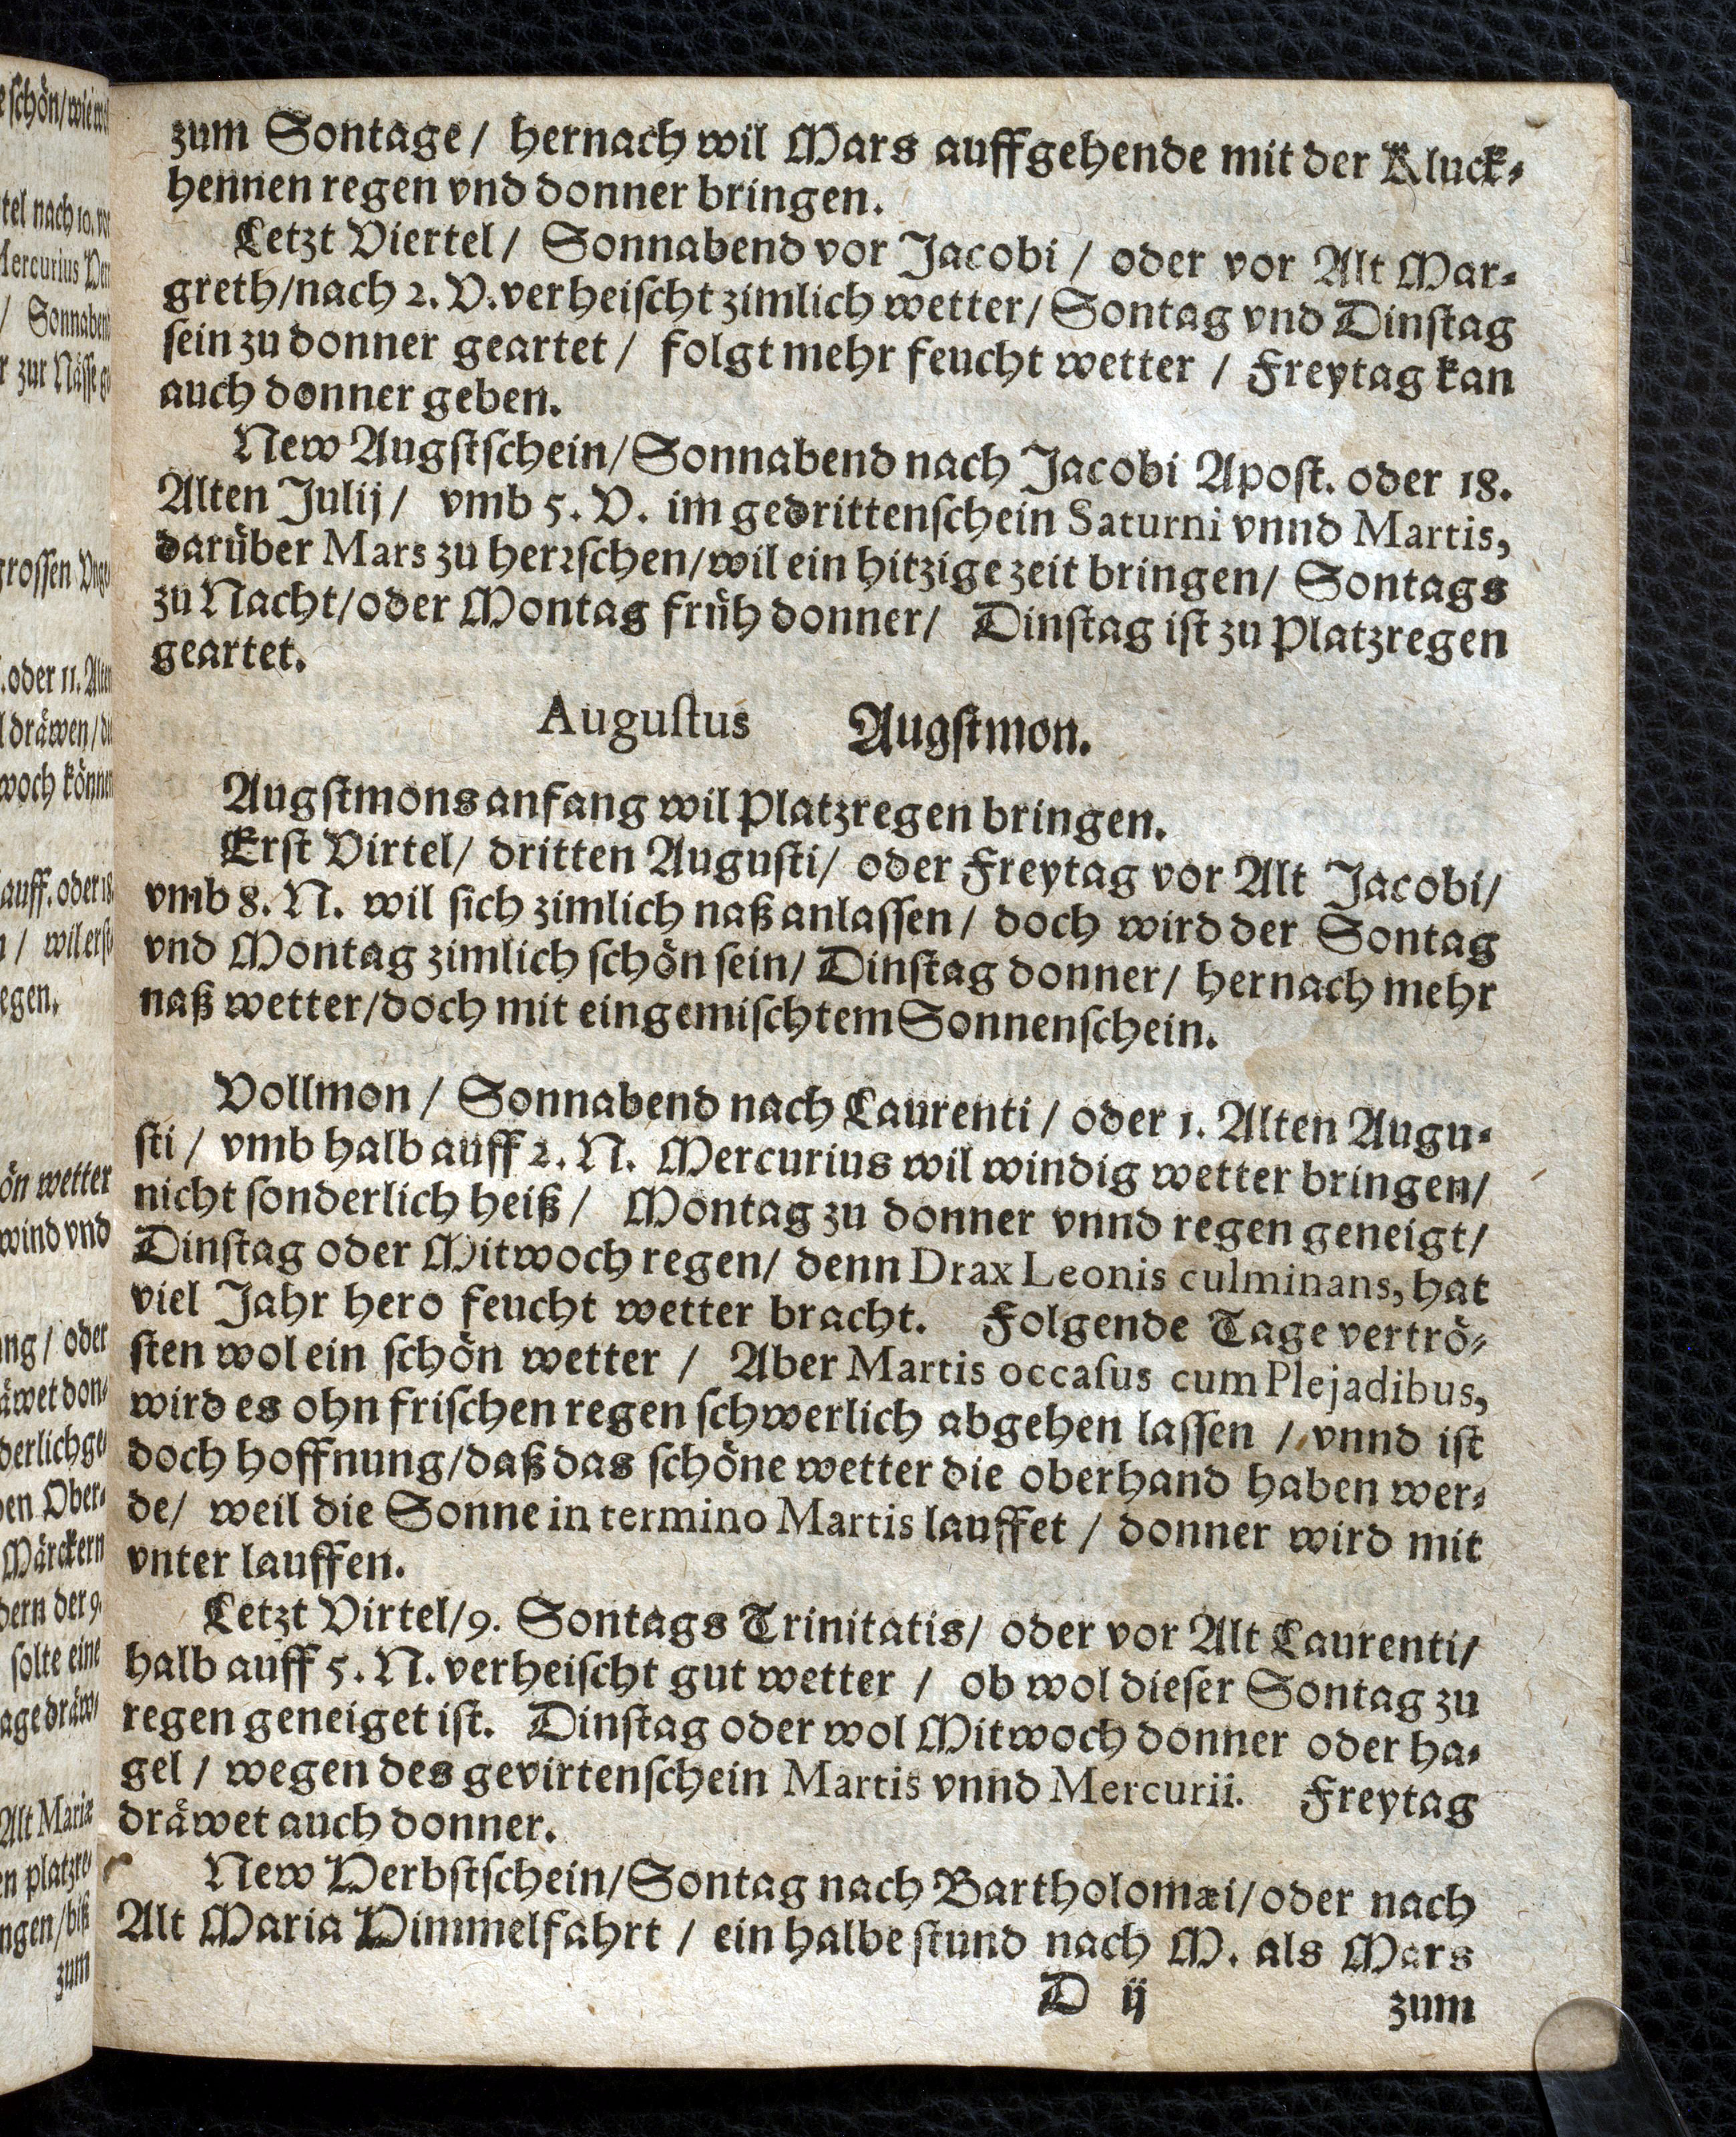 zum Sontage / hernach wil Mars auffgehende mit der Kluck⸗
hennen regen vnd donner bringen.
Letzt Viertel / Sonnabend vor Jacobi / oder vor Alt Mar⸗
greth/nach 2. V. verheiſcht zimlich wetter/ Sontag vnd Dinſtag
ſein zu donner geartet / folgt mehr feucht wetter / Freytag kan
auch donner geben.
New Augſtſchein/ Sonnabend nach Jacobi Apoſt. oder 18.
Alten Julij / vmb 5. V. im gedrittenſchein Saturni vnnd Martis,
darüber Mars zu herꝛſchen/wil ein hitzige zeit bringen/ Sontags
zu Nacht/oder Montag früh donner/ Dinſtag iſt zu Platzregen
geartet.
Auguſtus Augſtmon.
Augſtmons anfang wil Platzregen bringen.
Erſt Virtel/ dritten Auguſti/ oder Freytag vor Alt Jacobi/
vmb 8. N. wil ſich zimlich naß anlaſſen / doch wird der Sontag
vnd Montag zimlich ſchön ſein/ Dinſtag donner/ hernach mehr
naß wetter/doch mit eingemiſchtem Sonnenſchein.
Vollmon / Sonnabend nach Laurenti / oder 1. Alten Augu⸗
ſti / vmb halb auff 2. N. Mercurius wil windig wetter bringen/
nicht ſonderlich heiß / Montag zu donner vnnd regen geneigt/
Dinſtag oder Mitwoch regen/ denn Drax Leonis culminans, hat
viel Jahr hero feucht wetter bracht. Folgende Tage vertrö⸗
ſten wol ein ſchön wetter / Aber Martis occaſus cum Plejadibus,
wird es ohn friſchen regen ſchwerlich abgehen laſſen / vnnd iſt
doch hoffnung/daß das ſchöne wetter die oberhand haben wer⸗
de/ weil die Sonne in termino Martis lauffet / donner wird mit
vnter lauffen.
Letzt Virtel/9. Sontags Trinitatis/ oder vor Alt Laurenti/
halb auff 5. N. verheiſcht gut wetter / ob wol dieſer Sontag zu
regen geneiget iſt. Dinſtag oder wol Mitwoch donner oder ha⸗
gel / wegen des gevirtenſchein Martis vnnd Mercurii. Freytag
dräwet auch donner.
New Herbſtſchein/Sontag nach Bartholomæi/oder nach
Alt Maria Himmelfahrt / ein halbe ſtund nach M. als Mars
D ij zum